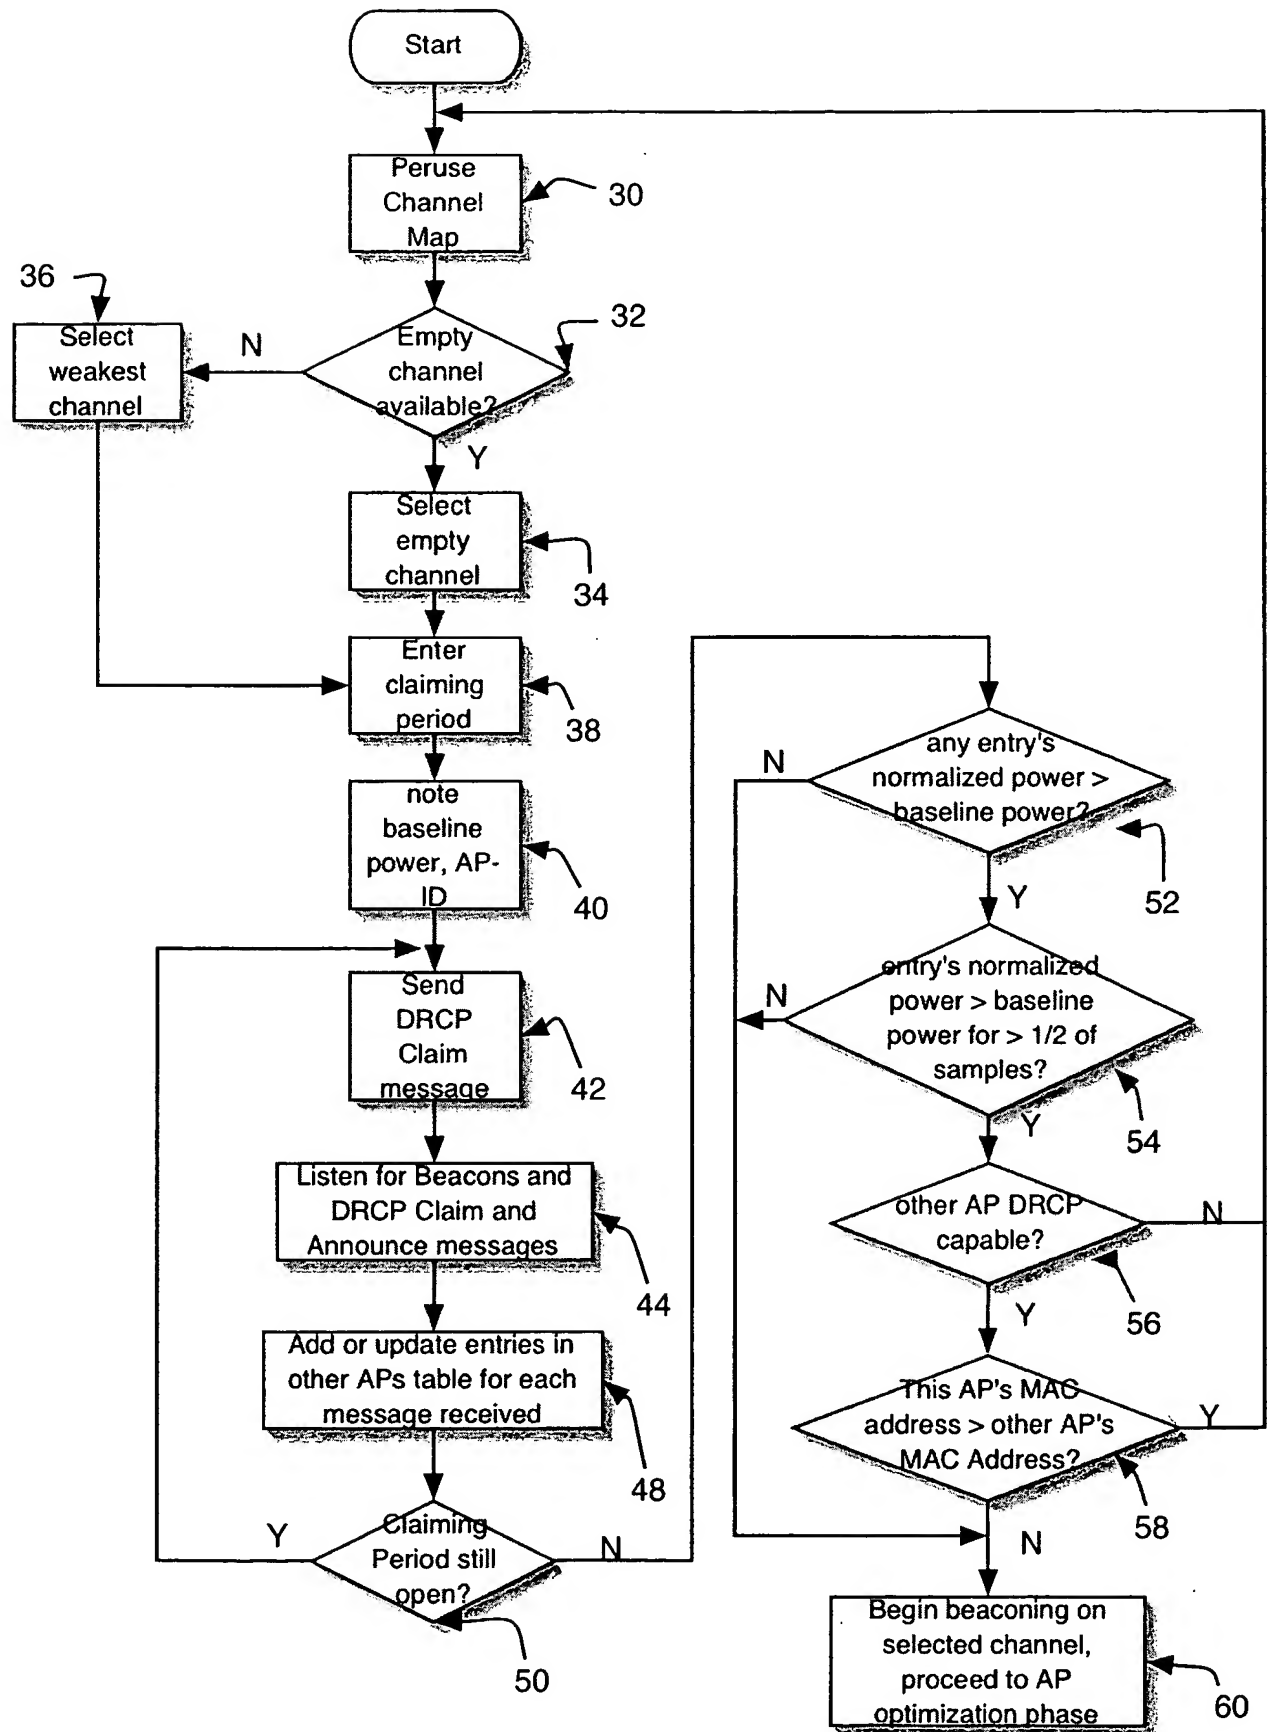 Start
Peruse
Channel
Map
30
36
32
Select
weakest
channel
N
Empty
channel
available?
Y
Select
empty
channel
34
Enter
claiming
period
38
note
baseline
power, AP-
ID
40
Send
DRCP
Claim
message
42
Listen for Beacons and
DRCP Claim and
Announce messages
44
Add or update entries in
other APs table for each
message received
48
Y
Claiming
Period still
open?
N
50
N
any entry's
normalized power >
baseline power?
52
Y
N
entry's normalized
power > baseline
power for > 1/2 of
samples?
54
Y
other AP DRCP
capable?
N
56
Y
This AP's MAC
address > other AP's
MAC Address?
Y
58
N
Begin beaconing on
selected channel,
proceed to AP
optimization phase
60